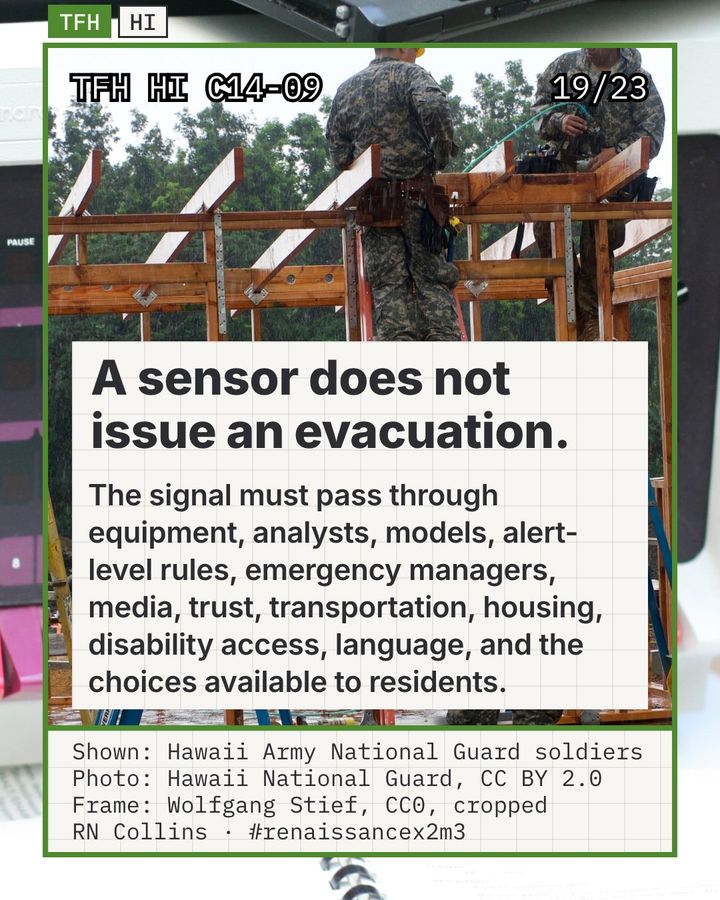 TFH HI
TFH HI C14-09
19/23
PAUSE
8
A sensor does not
issue an evacuation.
The signal must pass through
equipment, analysts, models, alert-
level rules, emergency managers,
media, trust, transportation, housing,
disability access, language, and the
choices available to residents.
Shown: Hawaii Army National Guard soldiers
Photo: Hawaii National Guard, CC BY 2.0
Frame: Wolfgang Stief, CC0, cropped
RN Collins · #renaissancex2m3